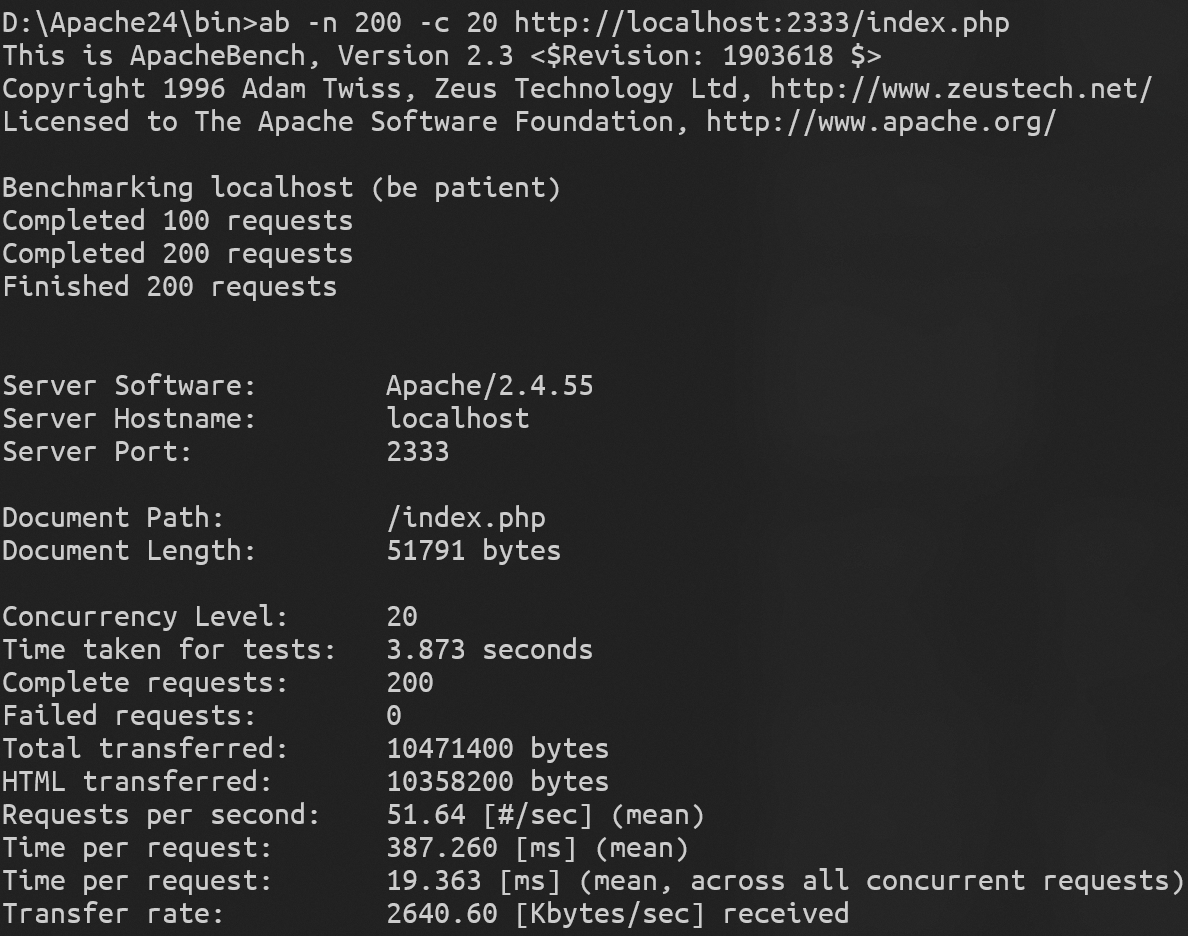 D:\Apache24\bin>ab -n 200 -c 20 http://localhost:2333/index.php
This is ApacheBench, Version 2.3 <$Revision: 1903618 $>
Copyright 1996 Adam Twiss, Zeus Technology Ltd, http://www.zeustech.net/
Licensed to The Apache Software Foundation, http://www.apache.org/

Benchmarking localhost (be patient)
Completed 100 requests
Completed 200 requests
Finished 200 requests


Server Software:        Apache/2.4.55
Server Hostname:        localhost
Server Port:            2333

Document Path:          /index.php
Document Length:        51791 bytes

Concurrency Level:      20
Time taken for tests:   3.873 seconds
Complete requests:      200
Failed requests:        0
Total transferred:      10471400 bytes
HTML transferred:       10358200 bytes
Requests per second:    51.64 [#/sec] (mean)
Time per request:       387.260 [ms] (mean)
Time per request:       19.363 [ms] (mean, across all concurrent requests)
Transfer rate:          2640.60 [Kbytes/sec] received